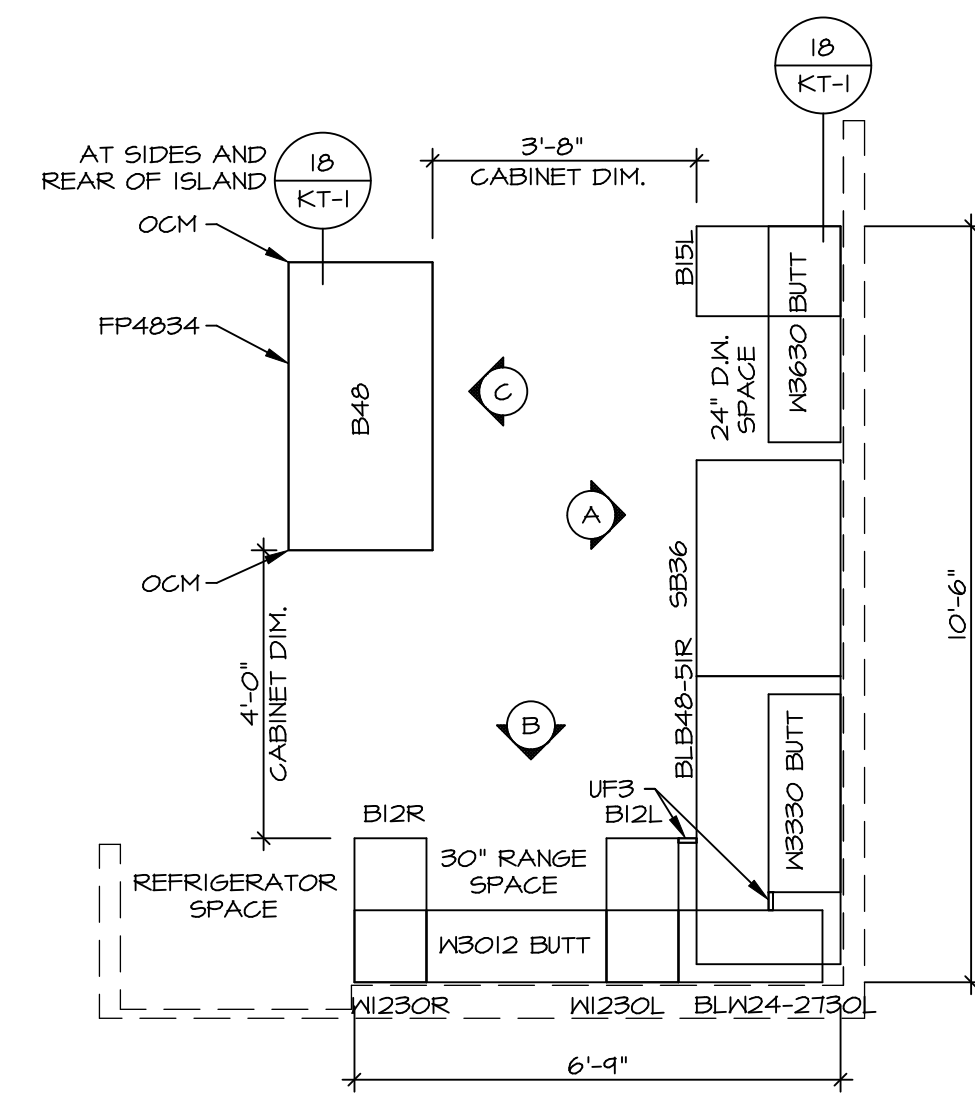 18
KT-1
AT SIDES AND
REAR OF ISLAND
18
KT-1
3'-8"
CABINET DIM.
OCM
B15L
W3630 BUTT
FP4834
24" D.W.
SPACE
B48
C
A
OCM
SB36
10'-6"
4'-0"
CABINET DIM.
BLB48-51R
B
W3330 BUTT
UF3
B12R
B12L
30" RANGE
SPACE
REFRIGERATOR
SPACE
W3012 BUTT
W1230R
W1230L
BLW24-2730L
6'-9"